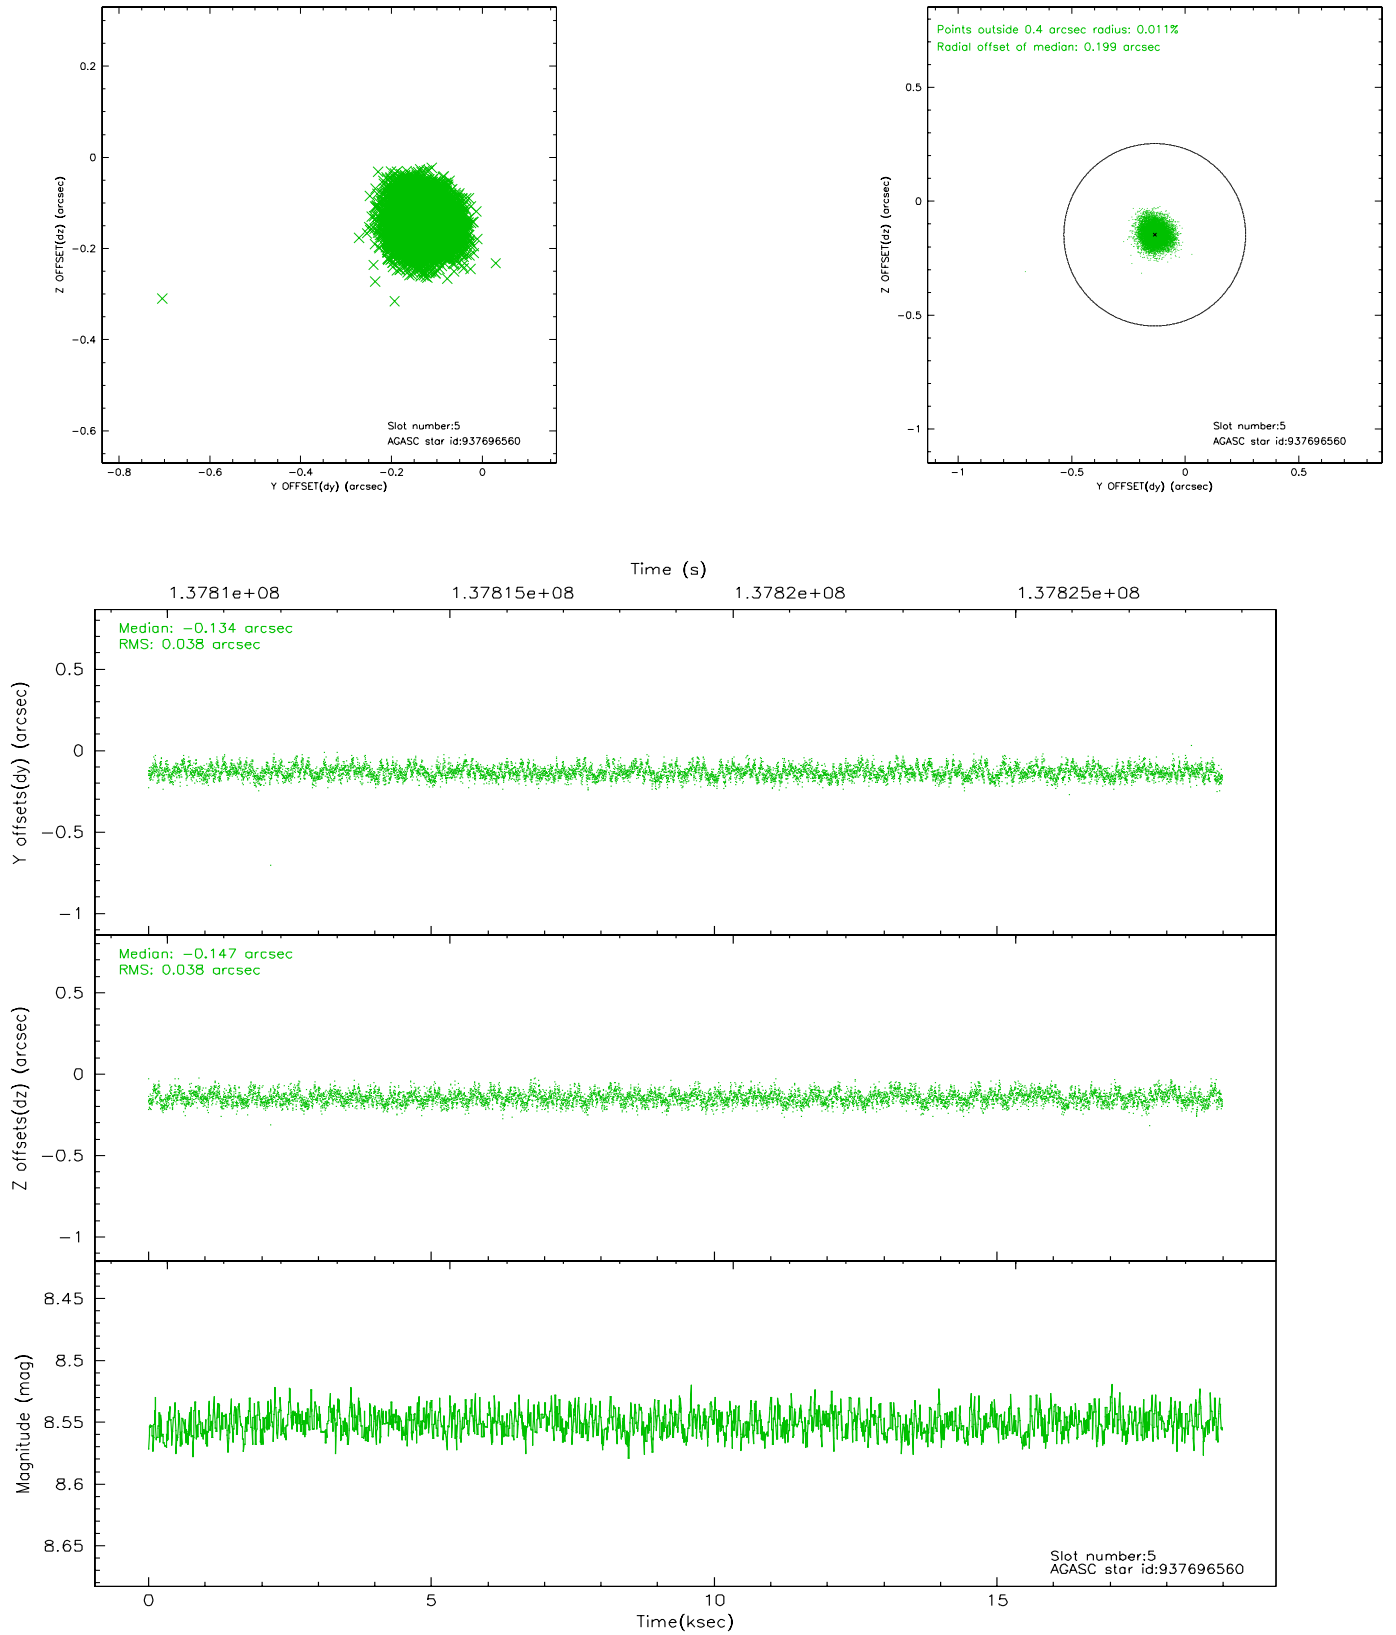 0.2
0
−0.2
−0.4
−0.6
Z OFFSET(dz) (arcsec)
Slot number:5
AGASC star id:937696560
−0.8
−0.6
−0.4
−0.2
0
Y OFFSET(dy) (arcsec)
Points outside 0.4 arcsec radius: 0.011%
Radial offset of median: 0.199 arcsec
0.5
0
−0.5
−1
Z OFFSET(dz) (arcsec)
Slot number:5
AGASC star id:937696560
−1
−0.5
0
0.5
Y OFFSET(dy) (arcsec)
Time (s)
1.3781e+08
1.37815e+08
1.3782e+08
1.37825e+08
Median: −0.134 arcsec
RMS: 0.038 arcsec
0.5
0
−0.5
−1
Y offsets(dy) (arcsec)
Median: −0.147 arcsec
RMS: 0.038 arcsec
0.5
0
−0.5
−1
Z offsets(dz) (arcsec)
8.45
8.5
8.55
8.6
8.65
Magnitude (mag)
Slot number:5
AGASC star id:937696560
0
5
10
15
Time(ksec)